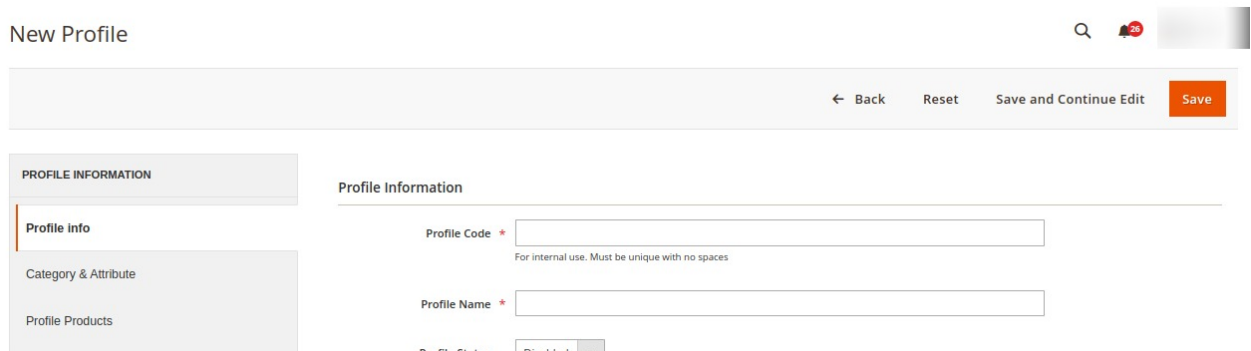 New Profile
26
← Back Reset Save and Continue Edit Save
PROFILE INFORMATION
Profile info
Category & Attribute
Profile Products
Profile Information
Profile Code *
For internal use. Must be unique with no spaces
Profile Name *